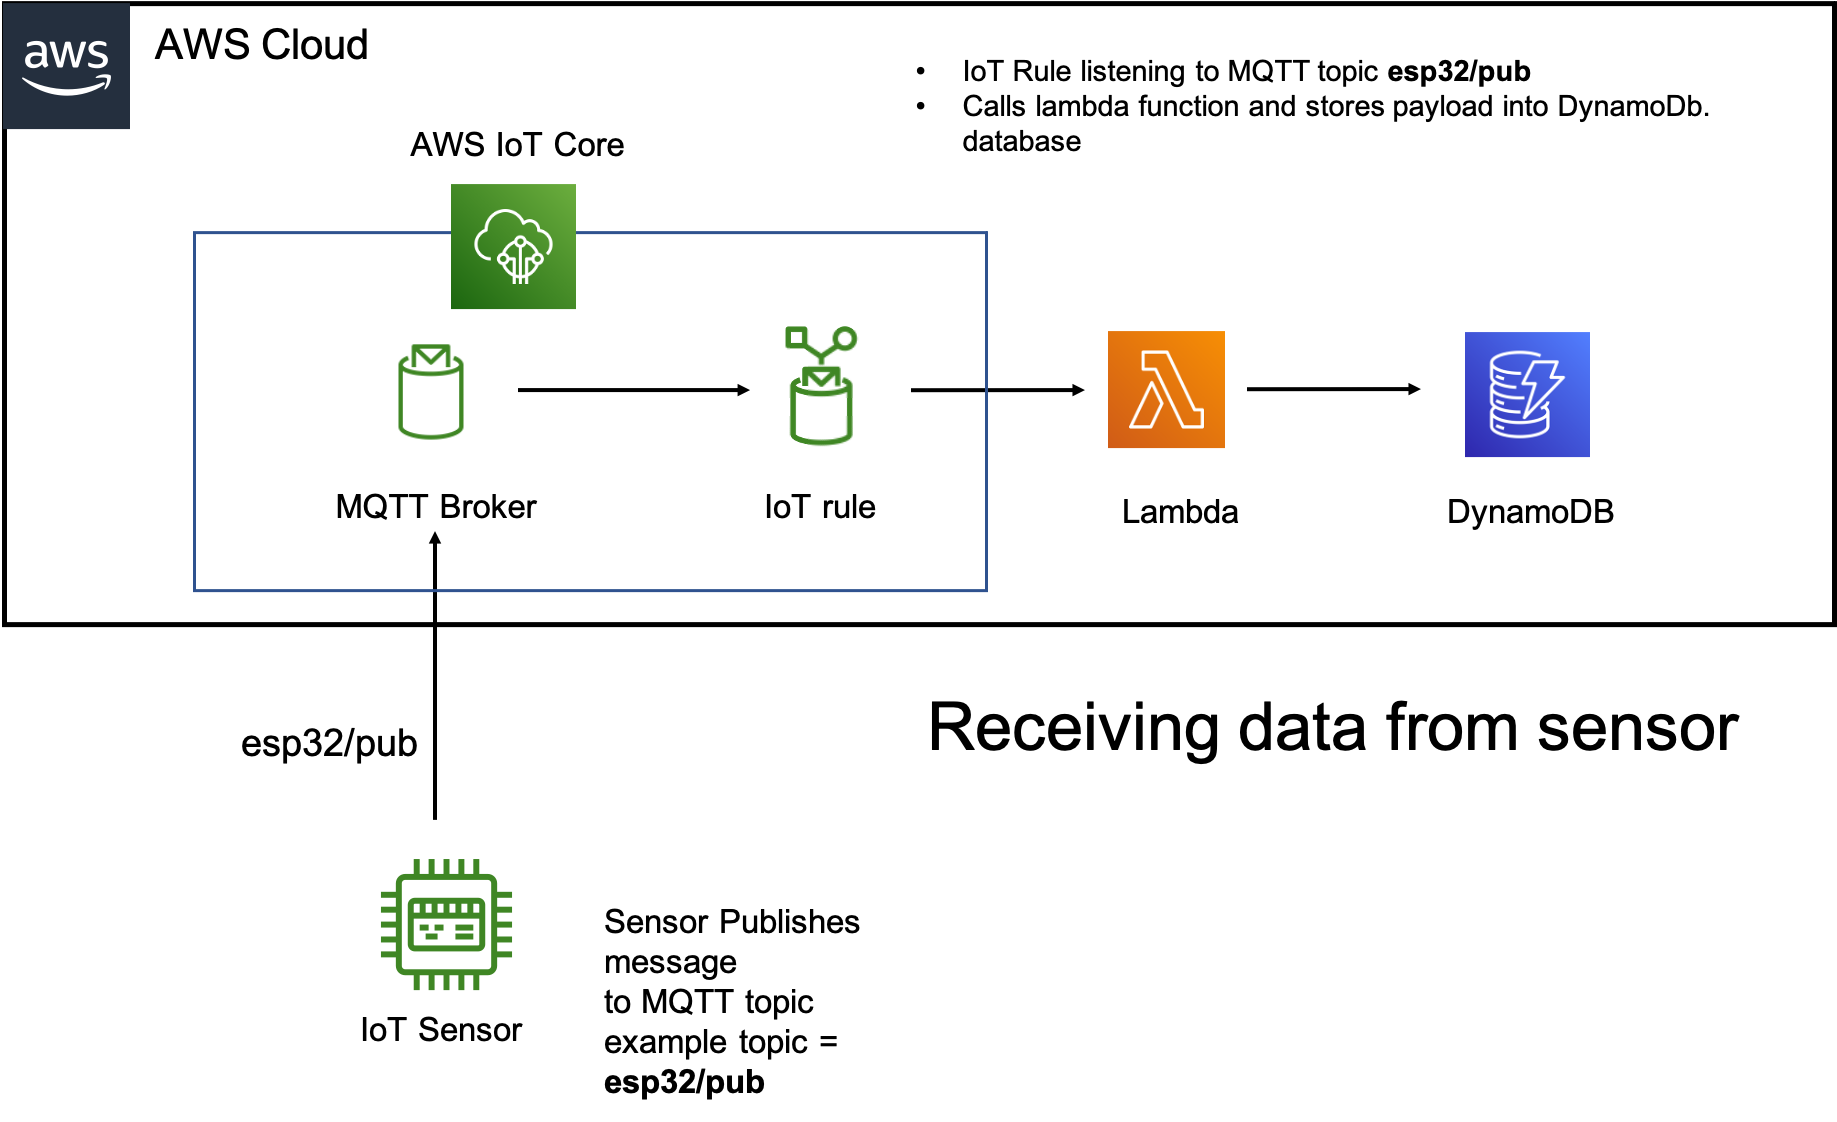 aws
AWS Cloud
• IoT Rule listening to MQTT topic esp32/pub
• Calls lambda function and stores payload into DynamoDb.
database
AWS IoT Core
MQTT Broker
IoT rule
Lambda
DynamoDB
esp32/pub
Receiving data from sensor
IoT Sensor
Sensor Publishes
message
to MQTT topic
example topic =
esp32/pub